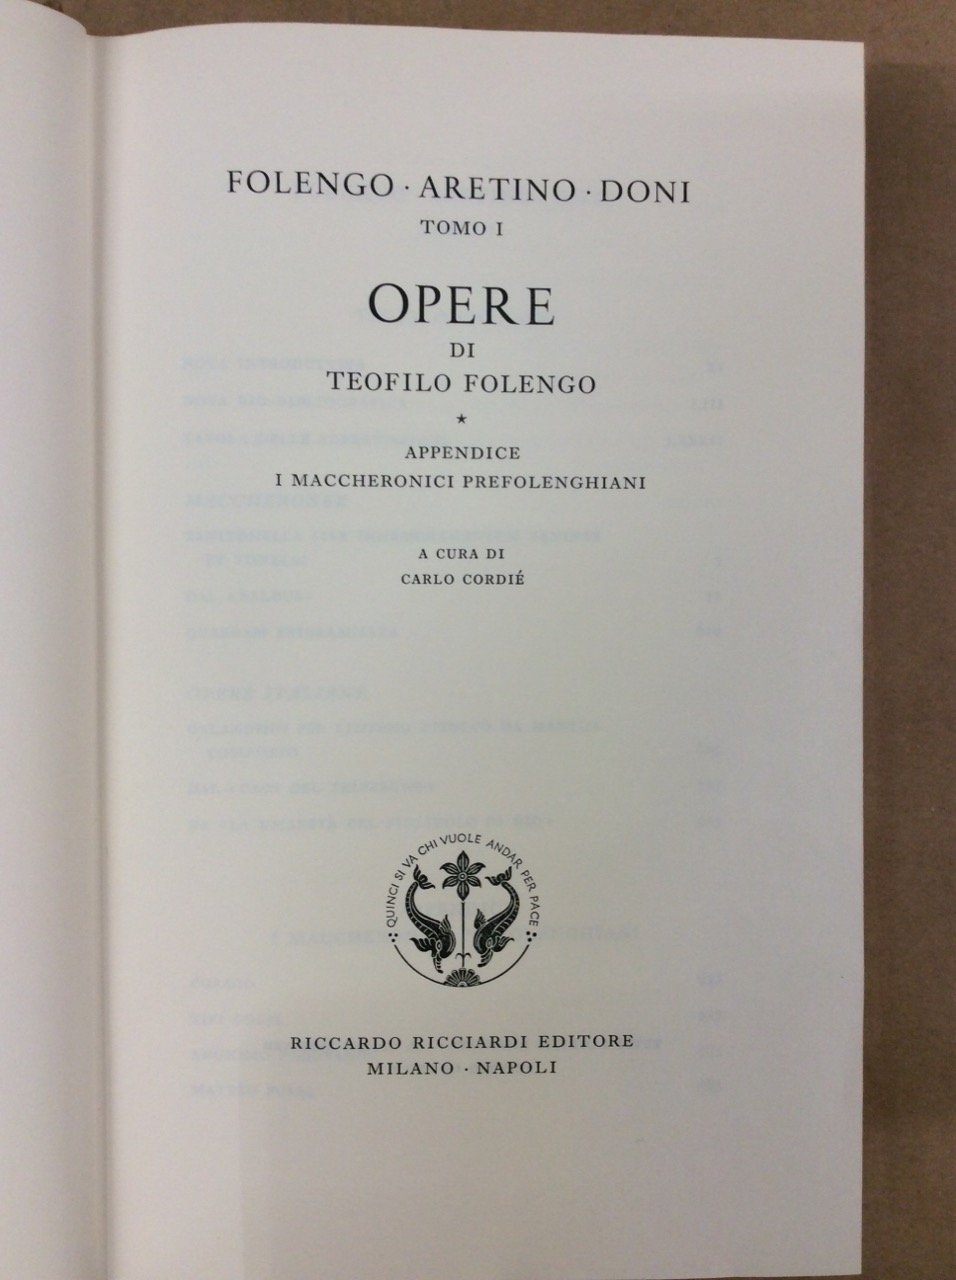 FOLENGO · ARETINO · DONI
TOMO I
OPERE
DI
TEOFILO FOLENGO
★
APPENDICE
I MACCHERONICI PREFOLENGHIANI
A CURA DI
CARLO CORDIÉ
QUINCI SI VA CHI VUOLE ANDAR PER PACE
RICCARDO RICCIARDI EDITORE
MILANO · NAPOLI